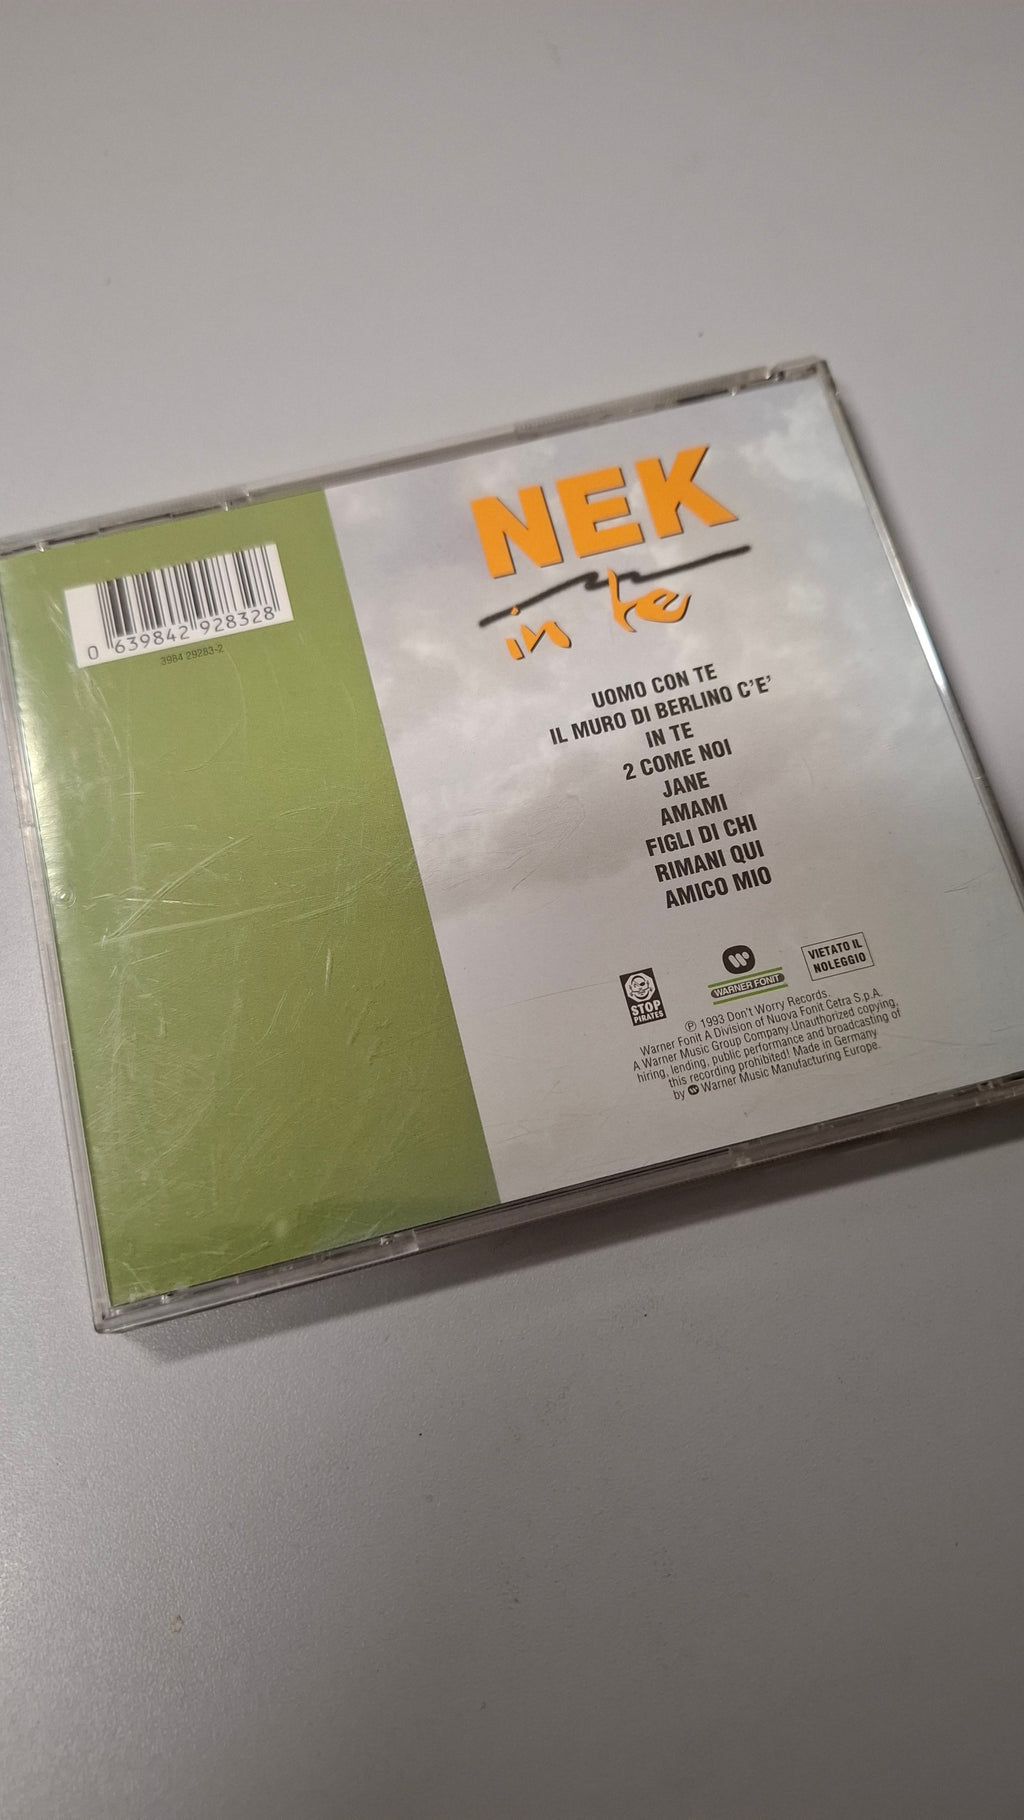 NEK
in te
0 639842 928328
3984 29283-2
UOMO CON TE
IL MURO DI BERLINO C'E'
IN TE
2 COME NOI
JANE
AMAMI
FIGLI DI CHI
RIMANI QUI
AMICO MIO
STOP
PIRATES
WARNER FONIT
VIETATO IL
NOLEGGIO
℗ 1993 Don't Worry Records.
Warner Fonit A Division of Nuova Fonit Cetra S.p.A.
A Warner Music Group Company.Unauthorized copying,
hiring, lending, public performance and broadcasting of
this recording prohibited! Made in Germany
by W Warner Music Manufacturing Europe.